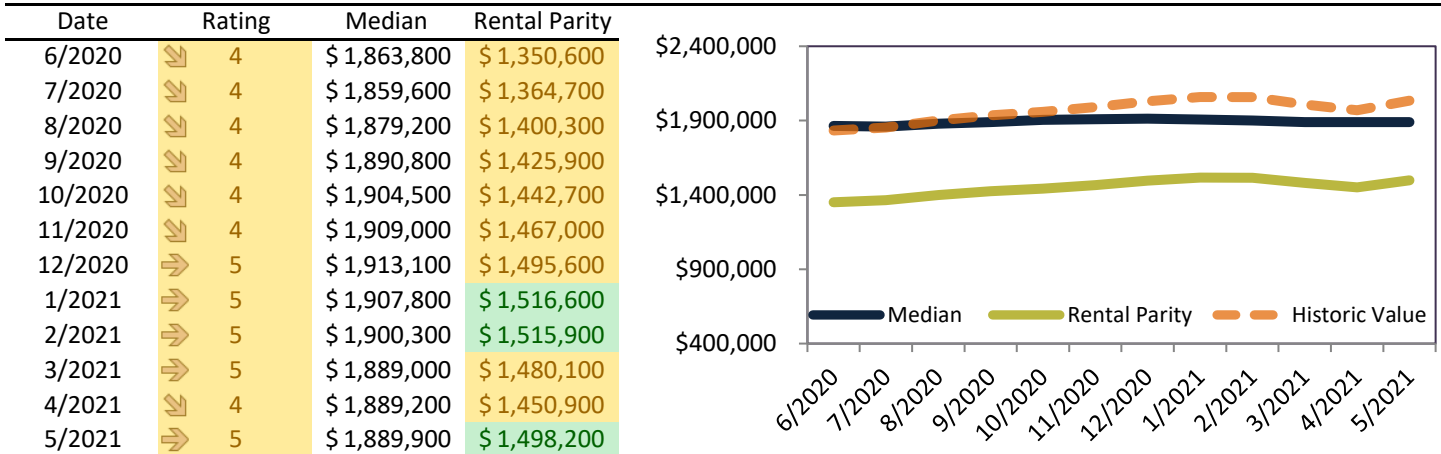 Date Rating Median Rental Parity
6/2020 4 $ 1,863,800 $ 1,350,600
7/2020 4 $ 1,859,600 $ 1,364,700
8/2020 4 $ 1,879,200 $ 1,400,300
9/2020 4 $ 1,890,800 $ 1,425,900
10/2020 4 $ 1,904,500 $ 1,442,700
11/2020 4 $ 1,909,000 $ 1,467,000
12/2020 5 $ 1,913,100 $ 1,495,600
1/2021 5 $ 1,907,800 $ 1,516,600
2/2021 5 $ 1,900,300 $ 1,515,900
3/2021 5 $ 1,889,000 $ 1,480,100
4/2021 4 $ 1,889,200 $ 1,450,900
5/2021 5 $ 1,889,900 $ 1,498,200
$2,400,000
$1,900,000
$1,400,000
$900,000
$400,000
Median Rental Parity Historic Value
6/2020 7/2020 8/2020 9/2020 10/2020 11/2020 12/2020 1/2021 2/2021 3/2021 4/2021 5/2021